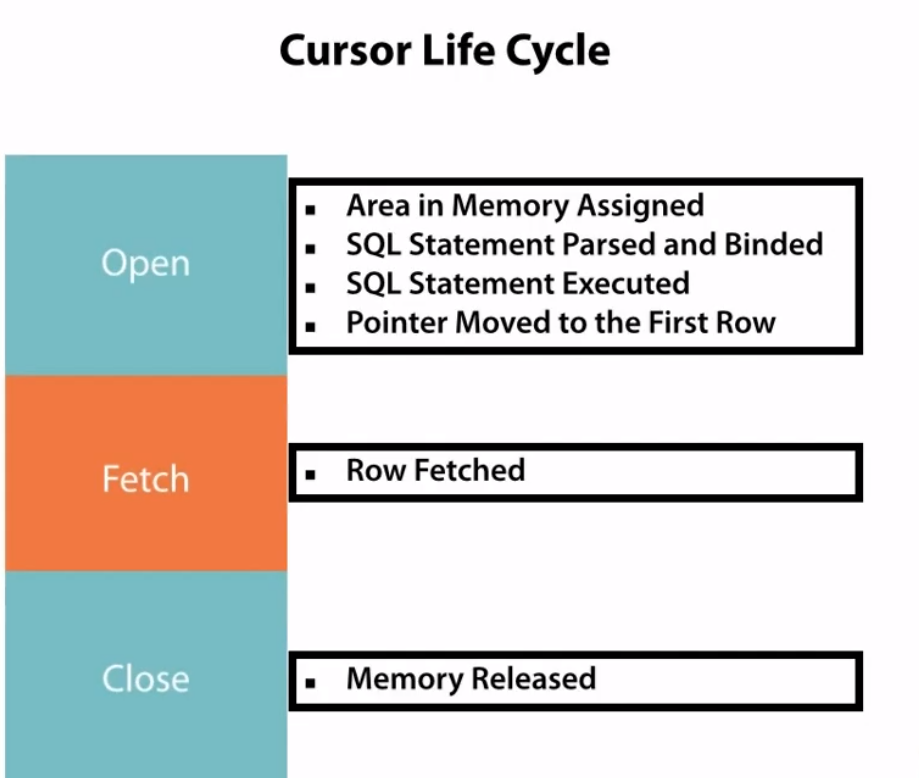 Cursor Life Cycle
Open
▪ Area in Memory Assigned
▪ SQL Statement Parsed and Binded
▪ SQL Statement Executed
▪ Pointer Moved to the First Row
Fetch
▪ Row Fetched
Close
▪ Memory Released